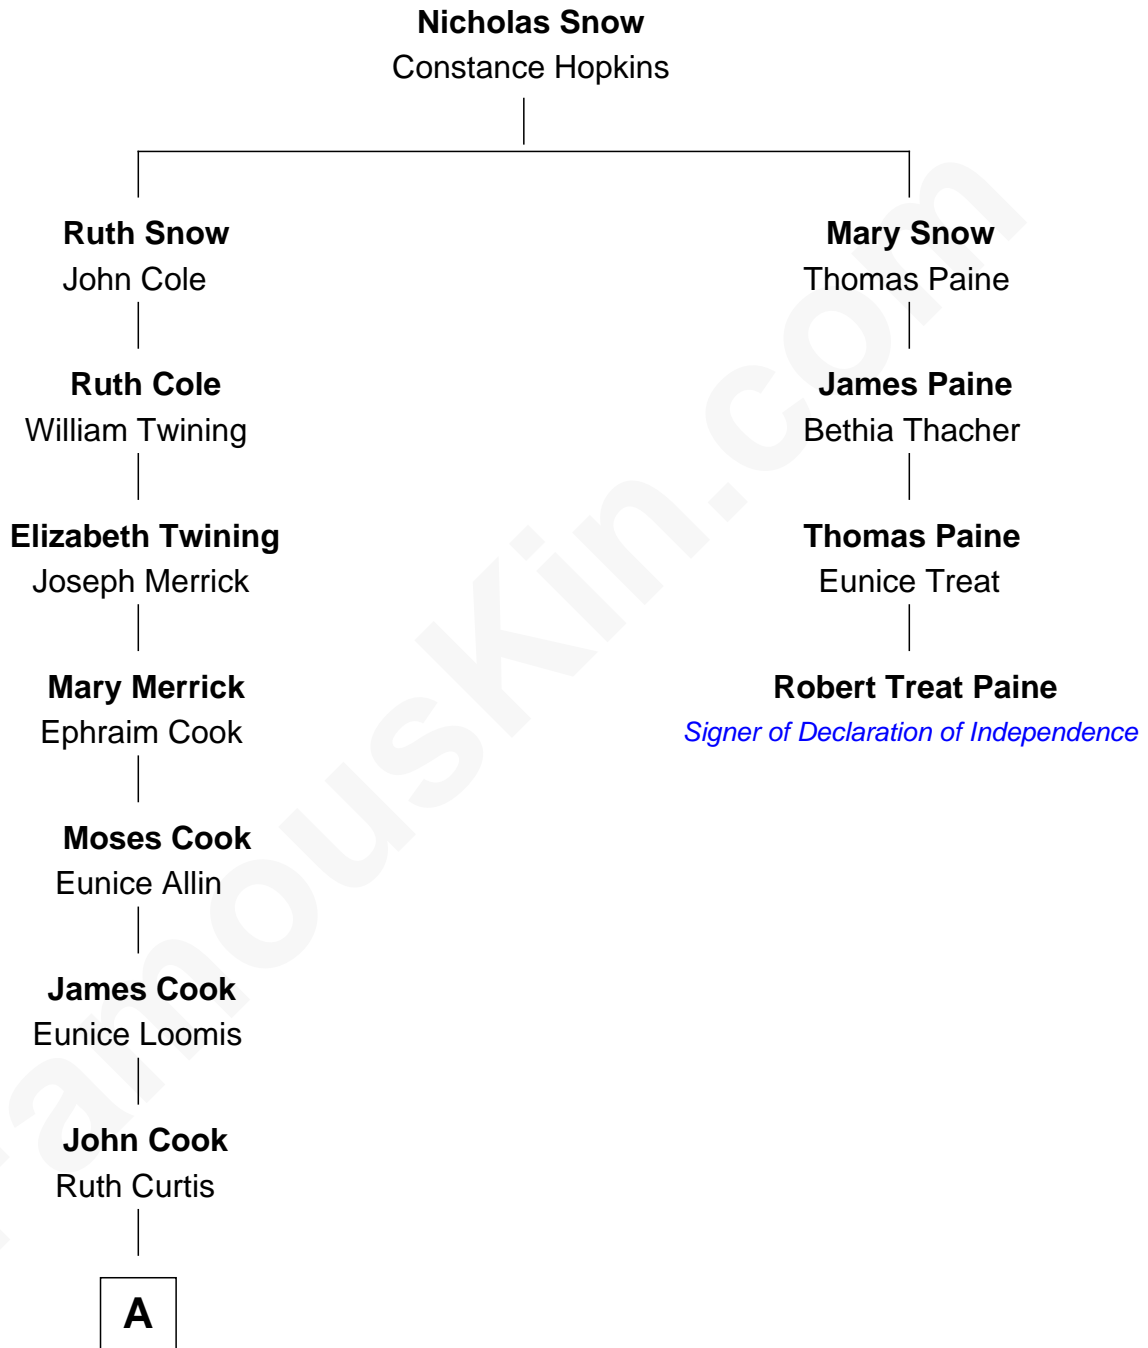 Nicholas Snow
Constance Hopkins
Ruth Snow
John Cole
Mary Snow
Thomas Paine
Ruth Cole
William Twining
James Paine
Bethia Thacher
Elizabeth Twining
Joseph Merrick
Thomas Paine
Eunice Treat
Mary Merrick
Ephraim Cook
Robert Treat Paine
Signer of Declaration of Independence
Moses Cook
Eunice Allin
James Cook
Eunice Loomis
John Cook
Ruth Curtis
A
FamousKin.com